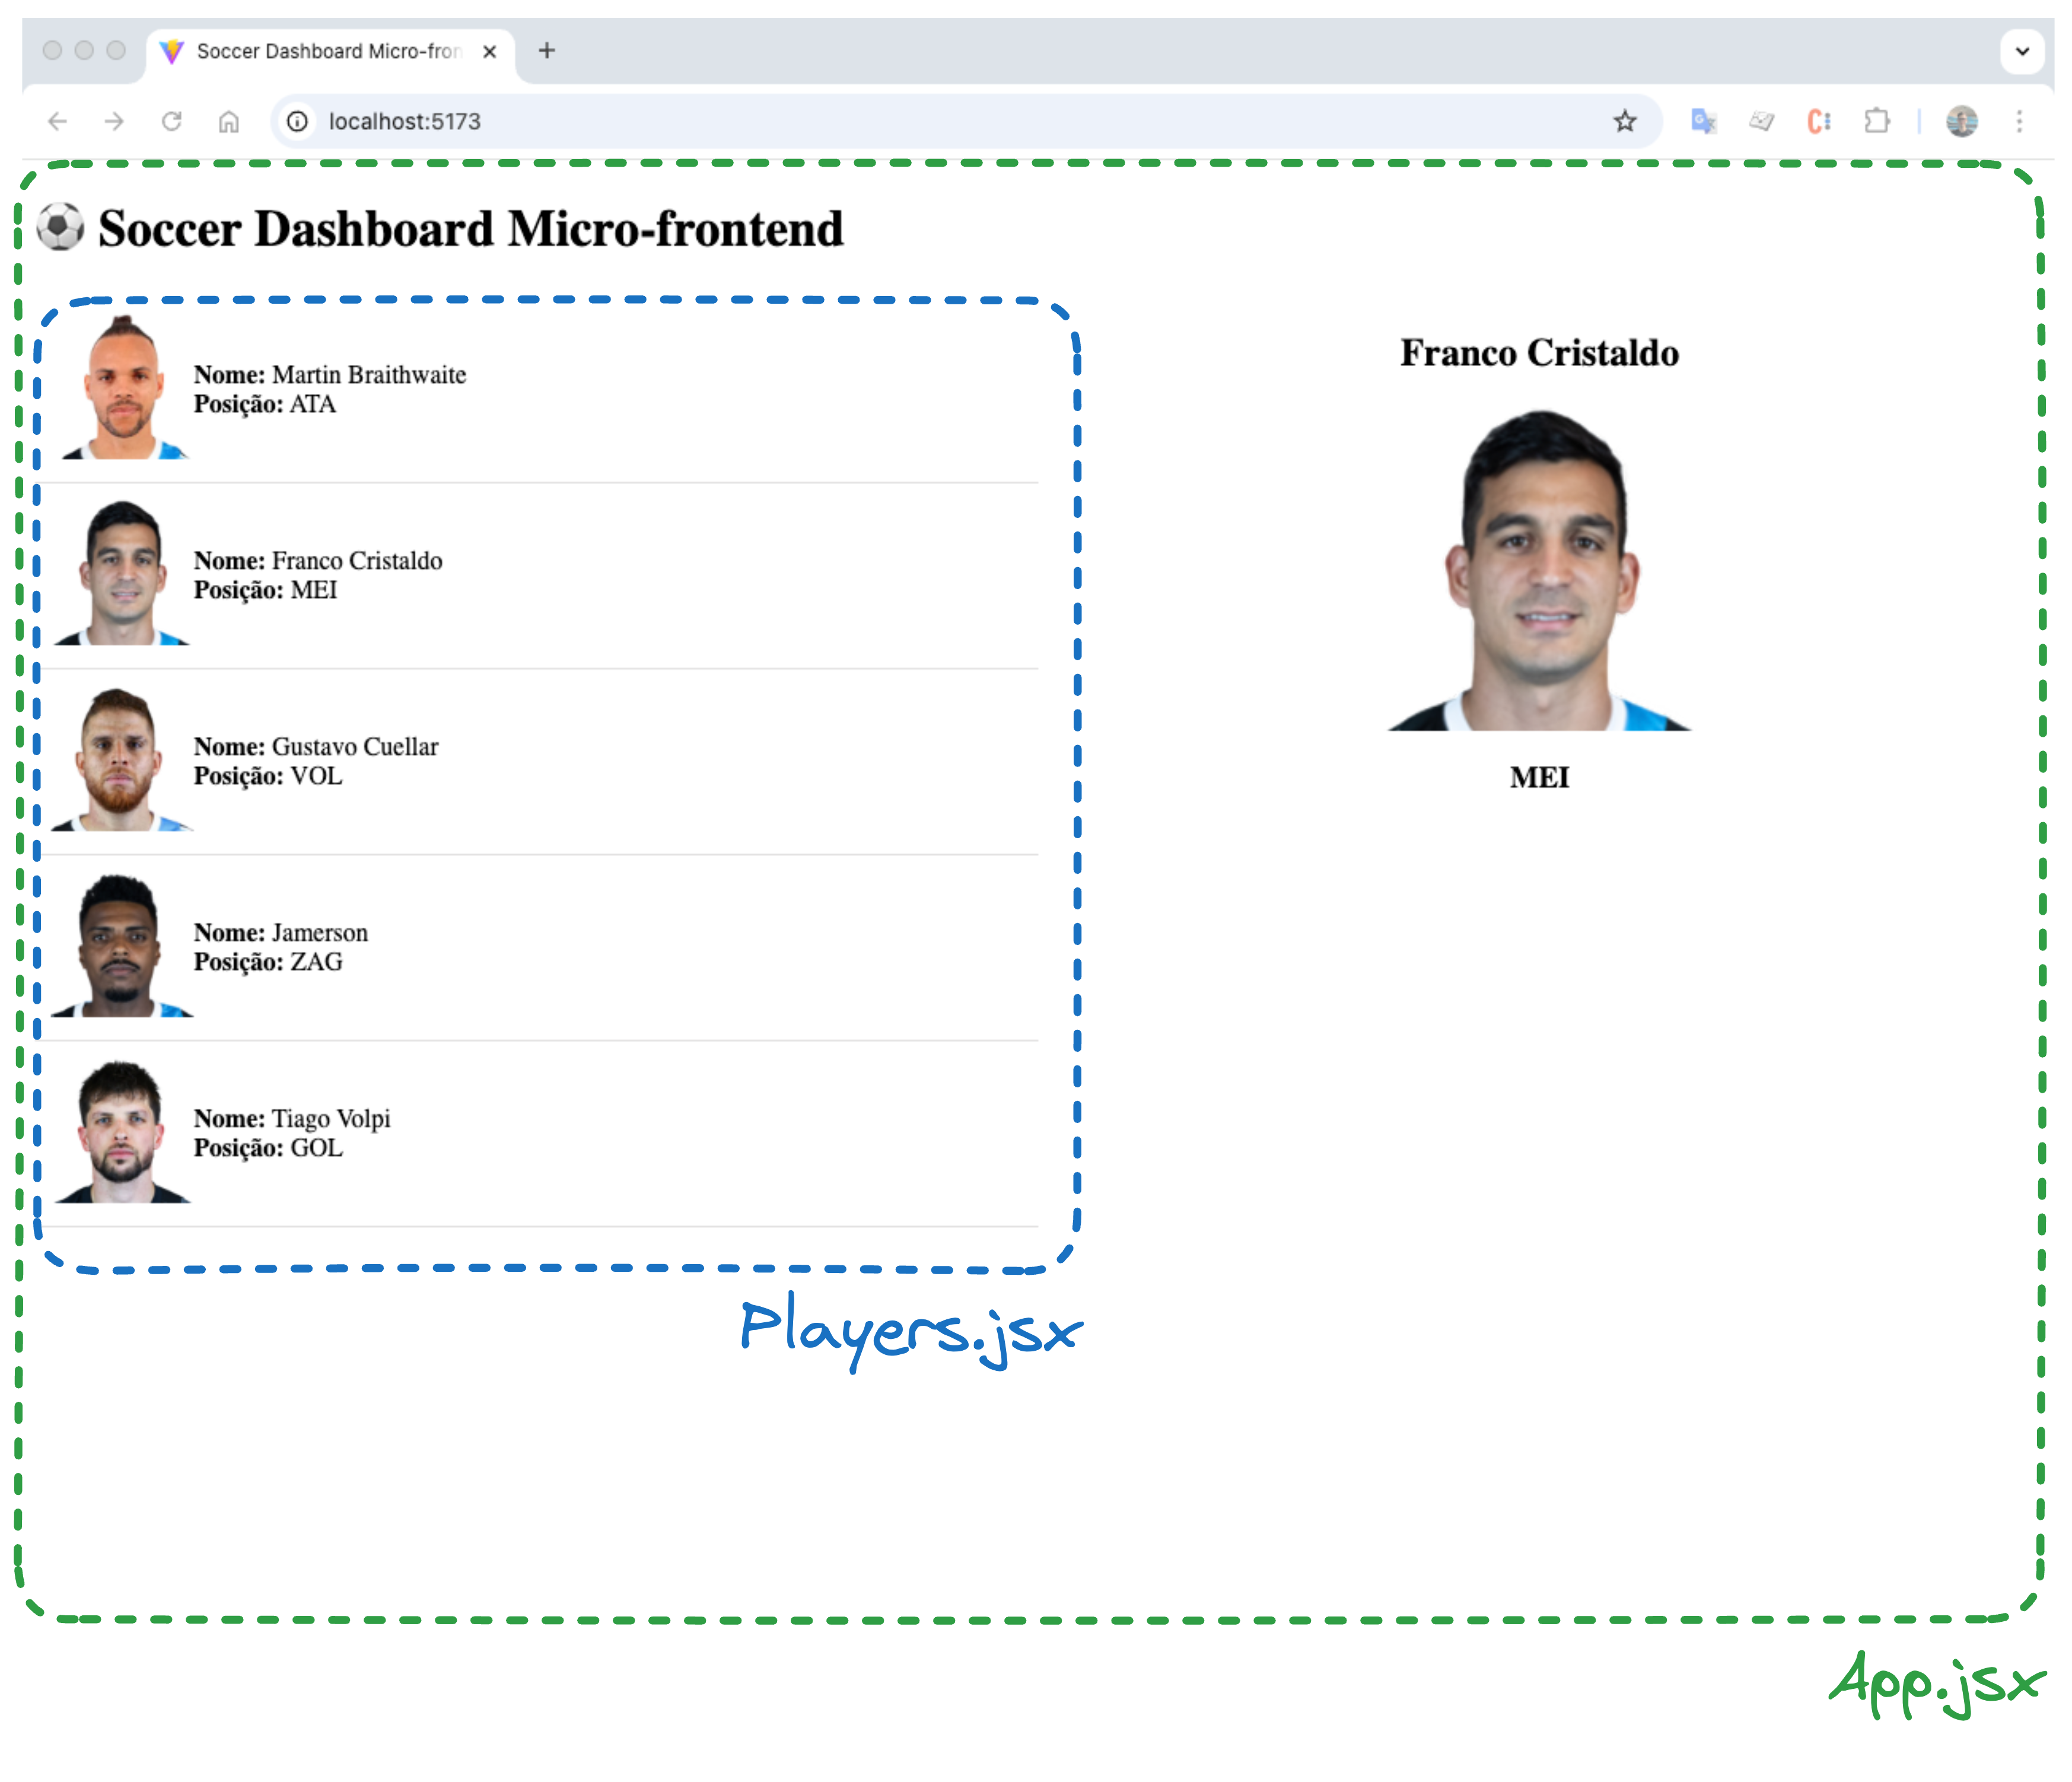 Soccer Dashboard Micro-fron
localhost:5173
⚽ Soccer Dashboard Micro-frontend
Nome: Martin Braithwaite
Posição: ATA
Nome: Franco Cristaldo
Posição: MEI
Nome: Gustavo Cuellar
Posição: VOL
Nome: Jamerson
Posição: ZAG
Nome: Tiago Volpi
Posição: GOL
Franco Cristaldo
MEI
Players.jsx
App.jsx